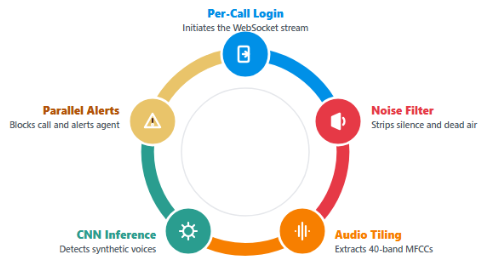 Per-Call Login
Initiates the WebSocket stream
Noise Filter
Strips silence and dead air
Audio Tiling
Extracts 40-band MFCCs
CNN Inference
Detects synthetic voices
Parallel Alerts
Blocks call and alerts agent